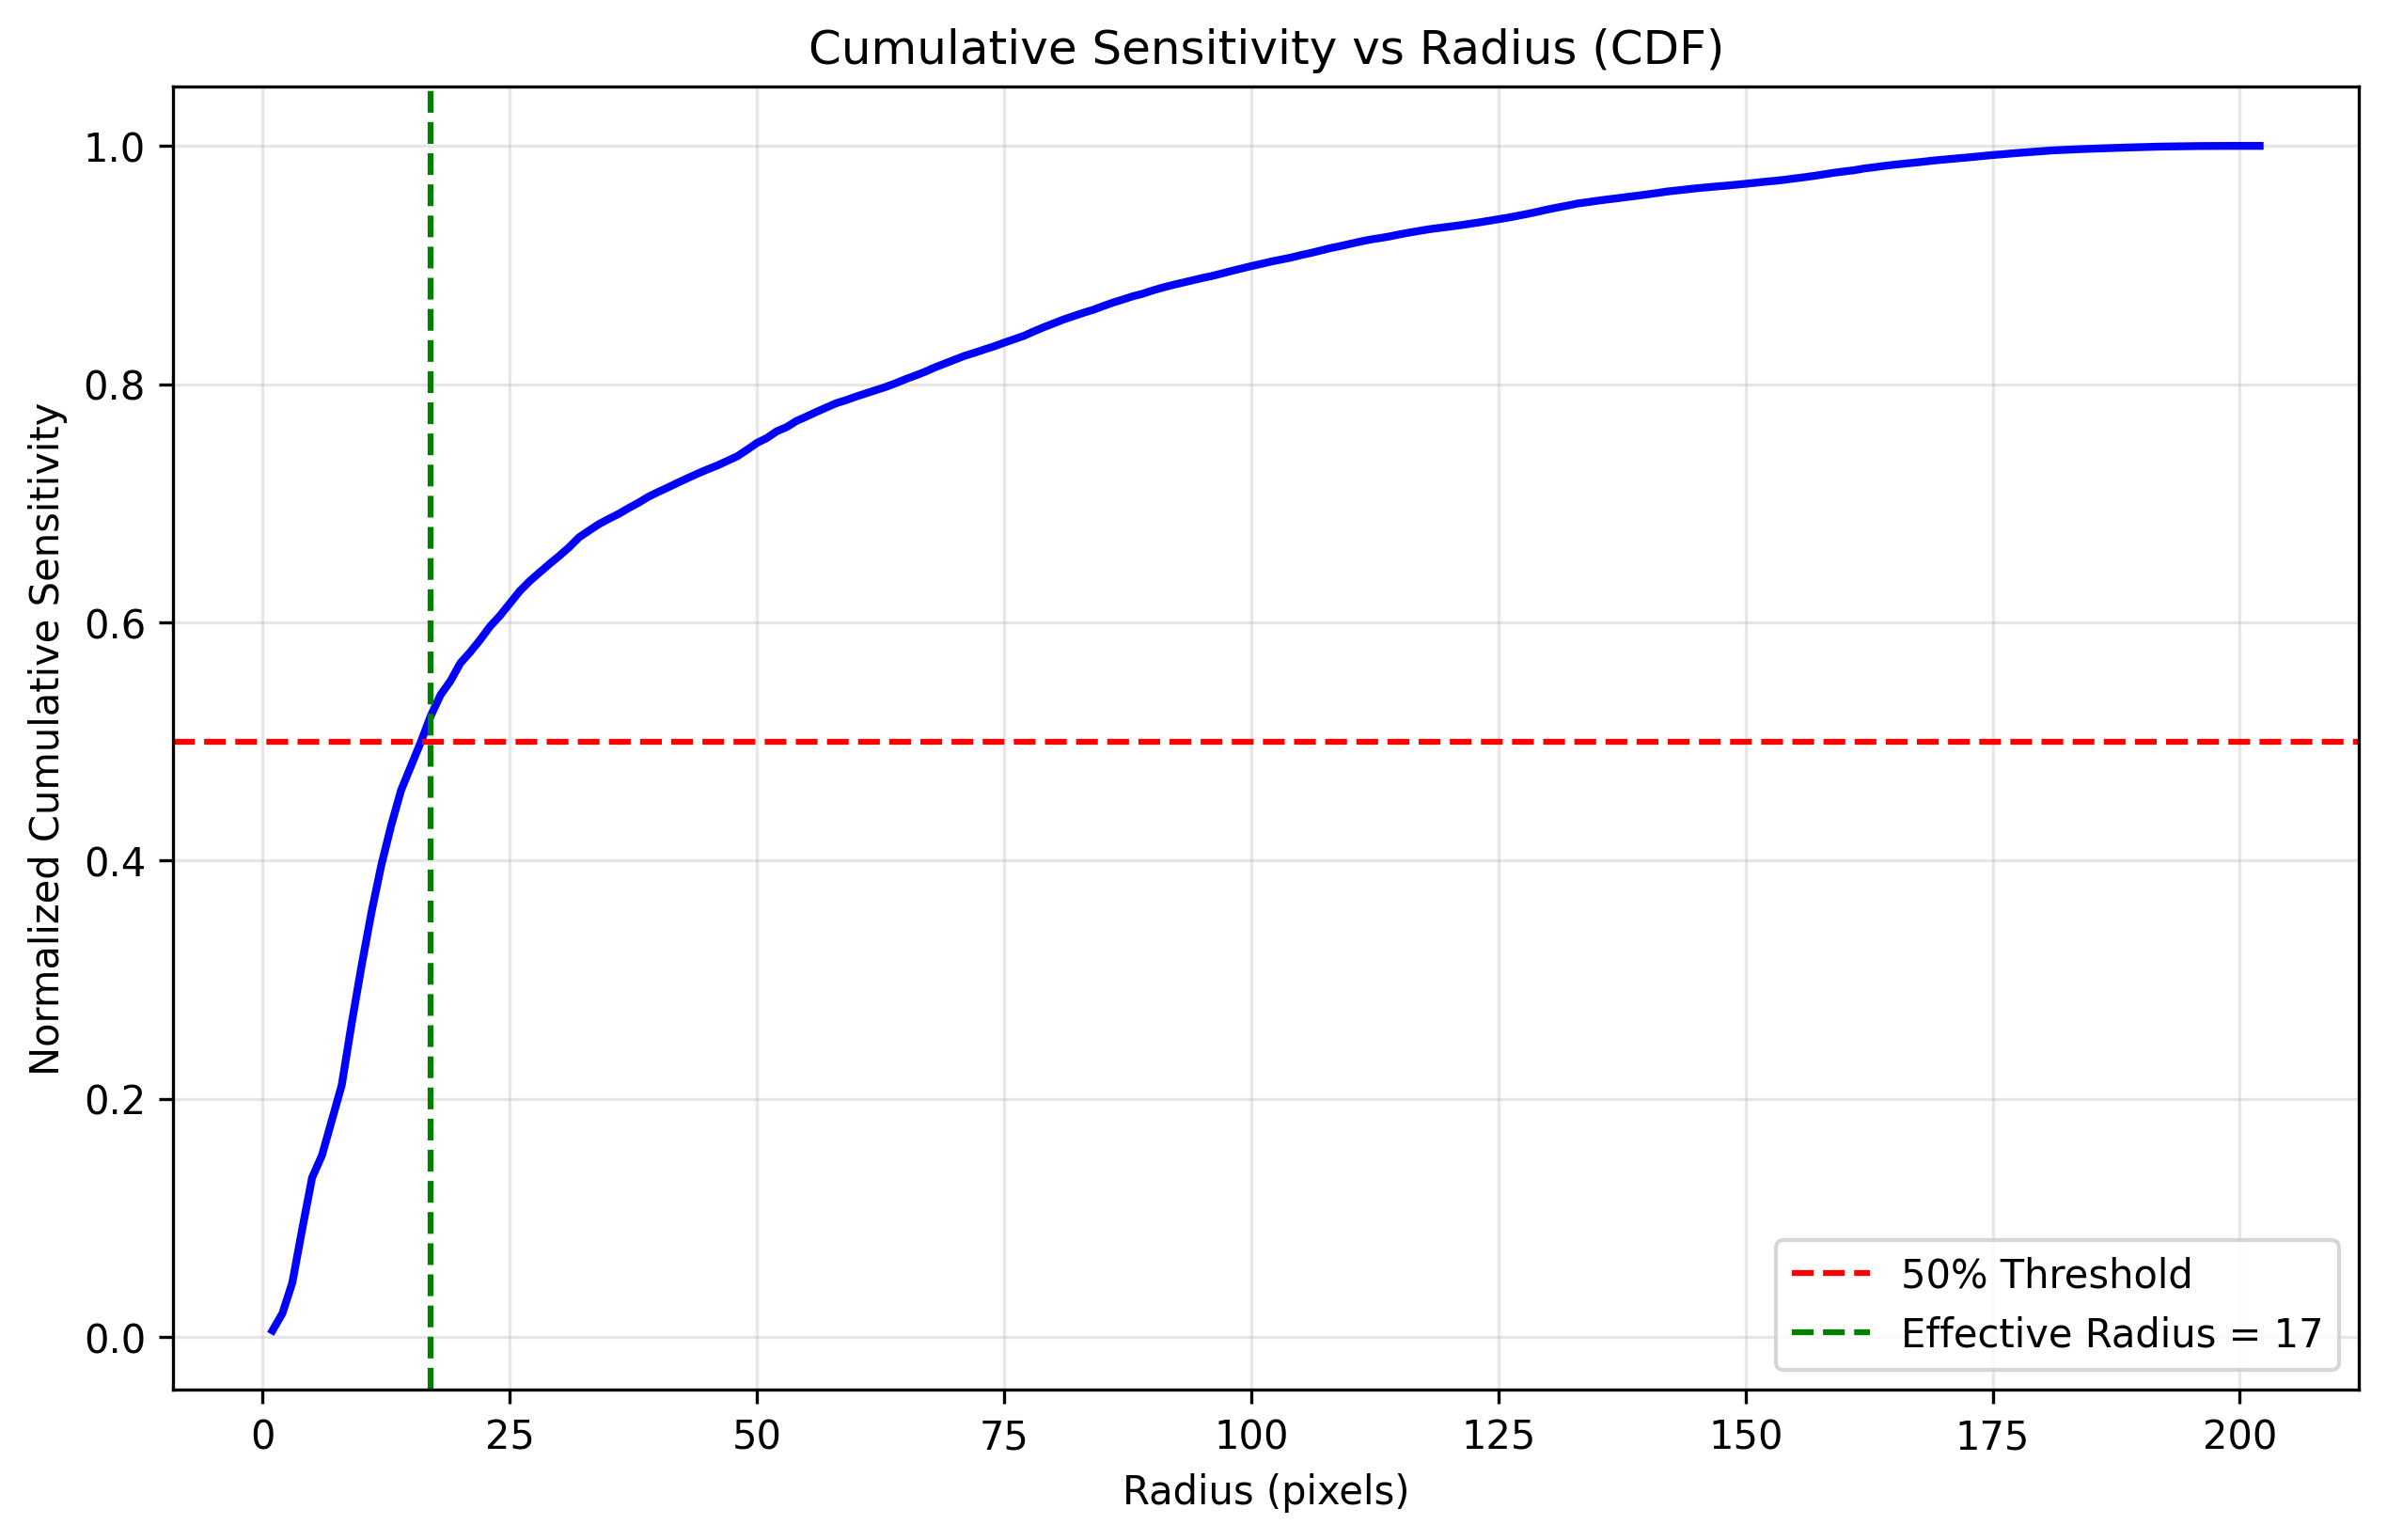 Cumulative Sensitivity vs Radius (CDF)
Normalized Cumulative Sensitivity
1.0
0.8
0.6
0.4
0.2
0.0
50% Threshold
Effective Radius = 17
0 25 50 75 100 125 150 175 200
Radius (pixels)